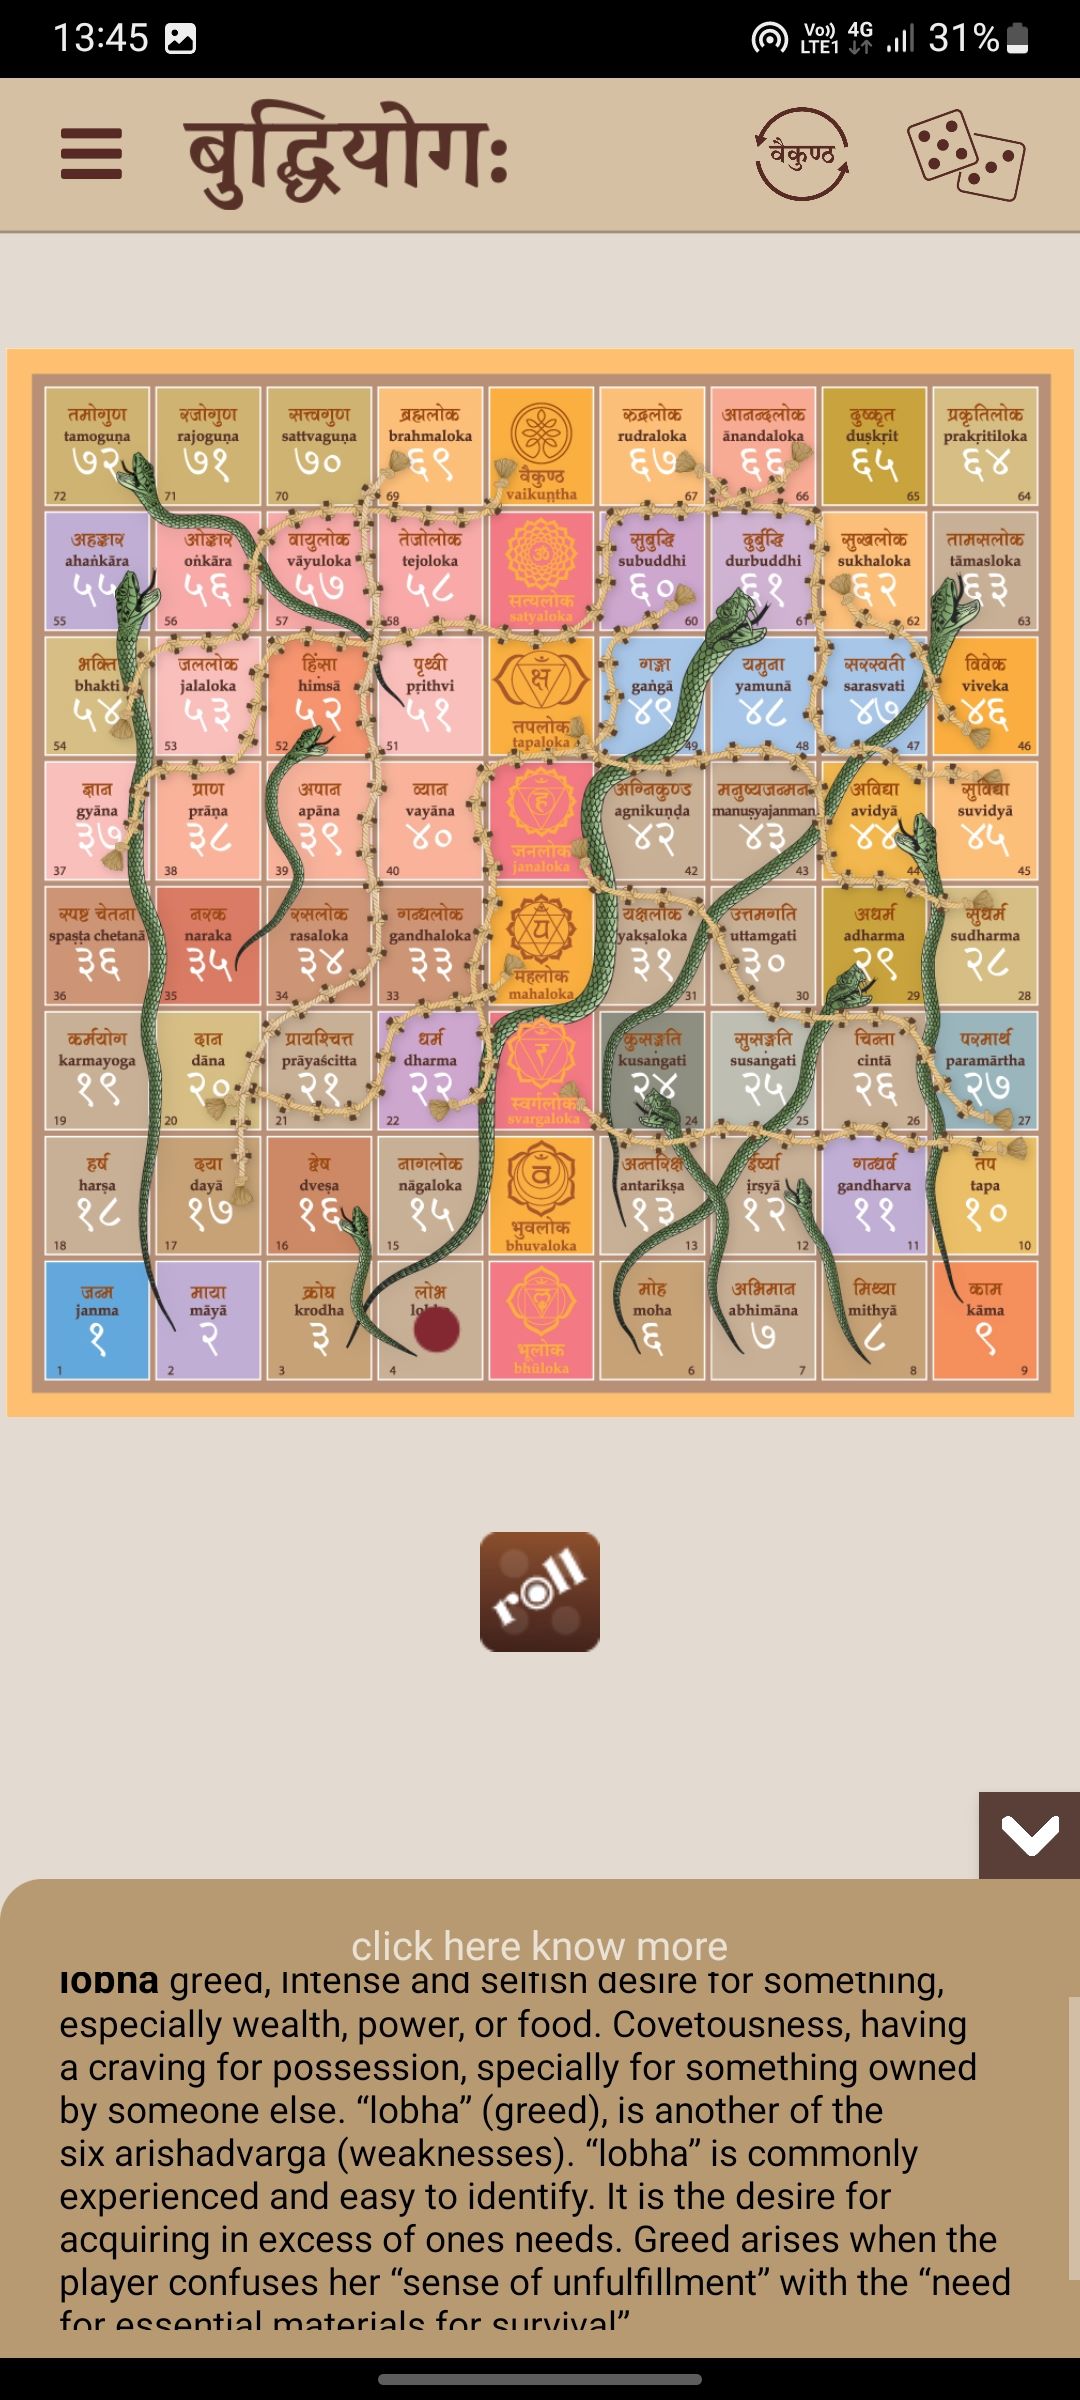 13:45 Vo)) LTE1 4G 31%
बुद्धियोगः वैकुण्ठ
तमोगुण रजोगुण सत्त्वगुण ब्रह्मलोक रुद्रलोक आनन्दलोक दुष्कृत प्रकृतिलोक
tamoguṇa rajoguṇa sattvaguṇa brahmaloka rudraloka ānandaloka duṣkṛit prakṛitiloka
७२ ७१ ७० ६९ वैकुण्ठ ६७ ६६ ६५ ६४
72 71 70 69 vaikuṇṭha 67 66 65 64
अहङ्कार ओङ्कार वायुलोक तेजोलोक सुबुद्धि दुर्बुद्धि सुखलोक तामसलोक
ahaṅkāra oṅkāra vāyuloka tejoloka subuddhi durbuddhi sukhaloka tāmasloka
५५ ५६ ५७ ५८ सत्यलोक ६० ६१ ६२ ६३
55 56 57 58 satyaloka 60 61 62 63
भक्ति जललोक हिंसा पृथ्वी क्ष गङ्गा यमुना सरस्वती विवेक
bhakti jalaloka hiṁsā pṛithvi gaṅgā yamunā sarasvati viveka
५४ ५३ ५२ ५१ तपलोक ४९ ४८ ४७ ४६
54 53 52 51 tapaloka 49 48 47 46
ज्ञान प्राण अपान व्यान हं अग्निकुण्ड मनुष्यजन्मन अविद्या सुविद्या
gyāna prāṇa apāna vayāna agnikuṇḍa manuṣyajanman avidyā suvidyā
३७ ३८ ३९ ४० जनलोक ४२ ४३ ४४ ४५
37 38 39 40 janaloka 42 43 44 45
स्पष्ट चेतना नरक रसलोक गन्धलोक यं यक्षलोक उत्तमगति अधर्म सुधर्म
spaṣṭa chetanā naraka rasaloka gandhaloka yakṣaloka uttamgati adharma sudharma
३६ ३५ ३४ ३३ महलोक ३१ ३० २९ २८
36 35 34 33 mahaloka 31 30 29 28
कर्मयोग दान प्रायश्चित्त धर्म रं कुसङ्गति सुसङ्गति चिन्ता परमार्थ
karmayoga dāna prāyaścitta dharma kusaṅgati susaṅgati cintā paramārtha
१९ २० २१ २२ स्वर्गलोक २४ २५ २६ २७
19 20 21 22 svargaloka 24 25 26 27
हर्ष दया द्वेष नागलोक वं अन्तरिक्ष ईर्ष्या गन्धर्व तप
harṣa dayā dveṣa nāgaloka antarikṣa īrṣyā gandharva tapa
१८ १७ १६ १५ भुवलोक १३ १२ ११ १०
18 17 16 15 bhuvaloka 13 12 11 10
जन्म माया क्रोध लोभ लं मोह अभिमान मिथ्या काम
janma māyā krodha moha abhimāna mithyā kāma
१ २ ३ भूलोक ६ ७ ८ ९
1 2 3 4 bhūloka 6 7 8 9
roll
click here know more
lobha greed, intense and selfish desire for something,
especially wealth, power, or food. Covetousness, having
a craving for possession, specially for something owned
by someone else. “lobha” (greed), is another of the
six arishadvarga (weaknesses). “lobha” is commonly
experienced and easy to identify. It is the desire for
acquiring in excess of ones needs. Greed arises when the
player confuses her “sense of unfulfillment” with the “need
for essential materials for survival”